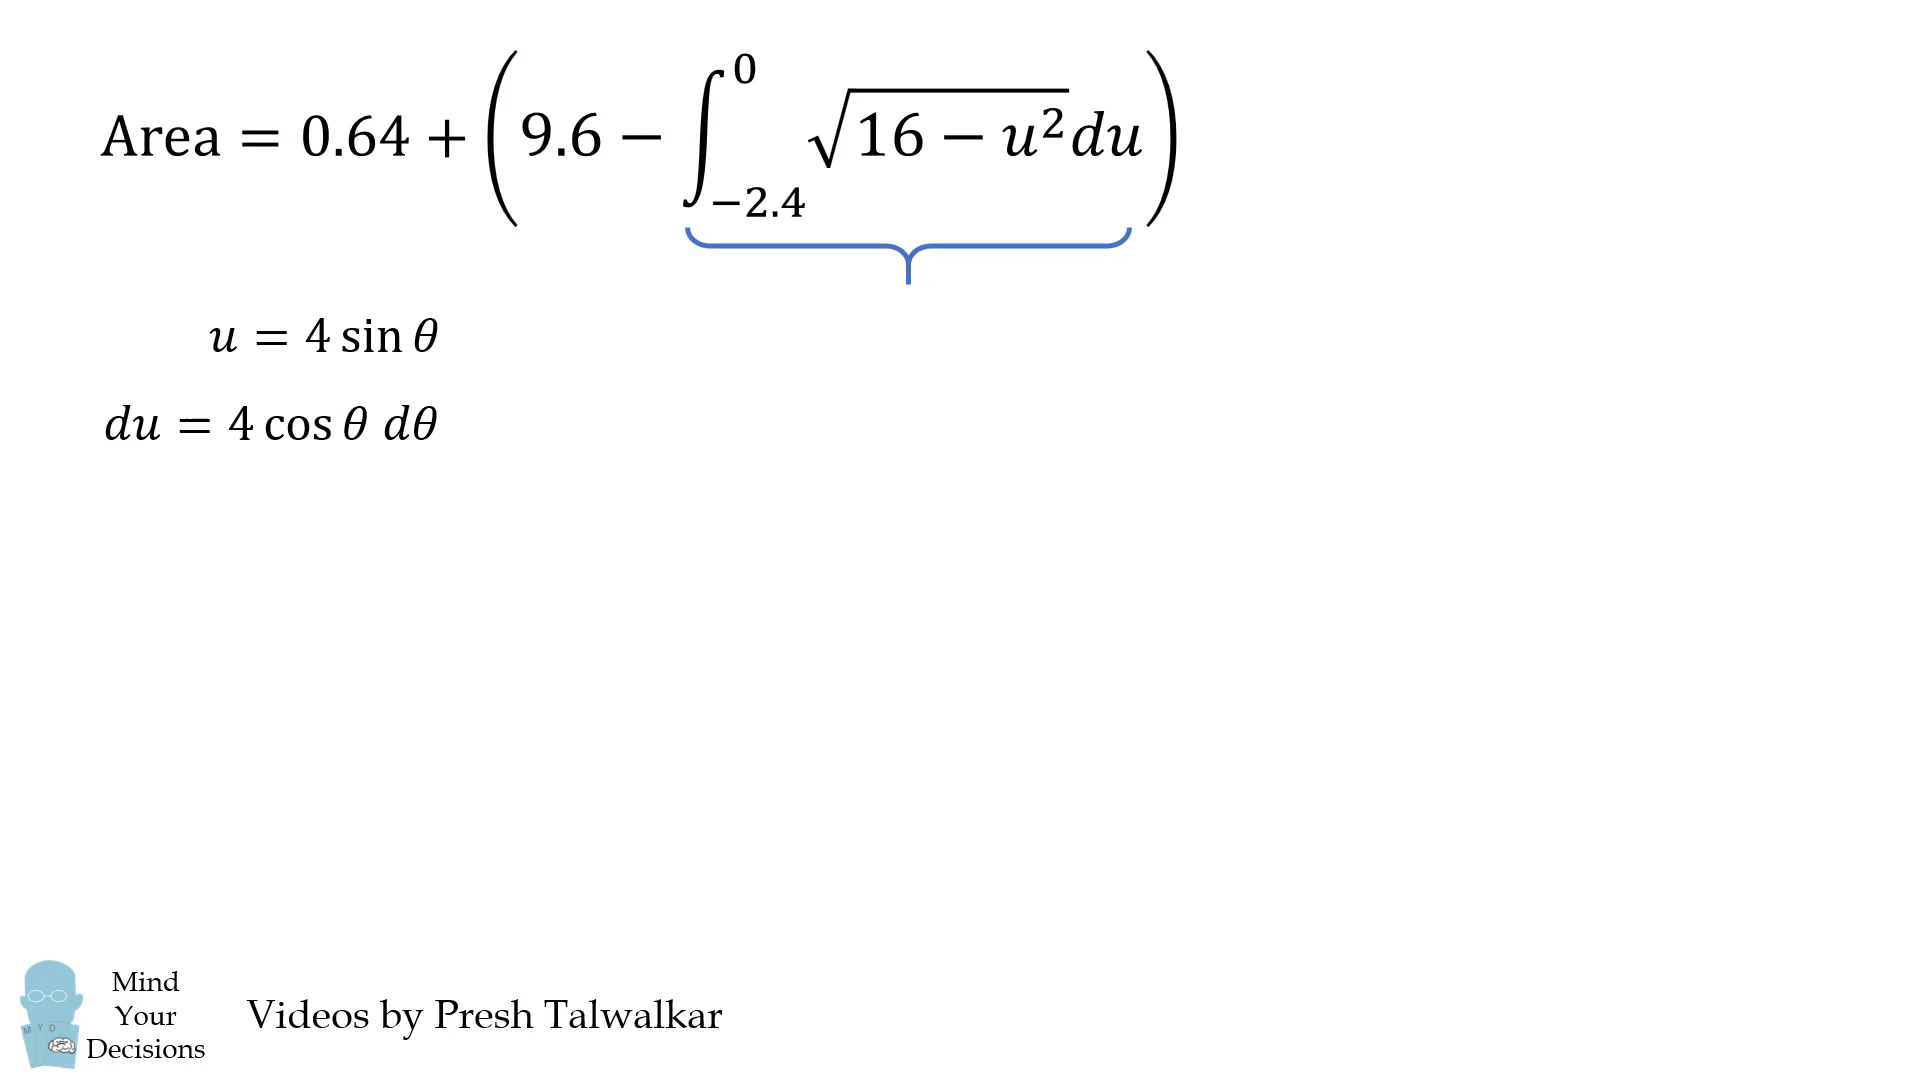 Area = 0.64 + (9.6 − ∫_{−2.4}^{0} √(16 − u²) du)
u = 4 sin θ
du = 4 cos θ dθ
Mind
Your
Decisions
M Y D
Videos by Presh Talwalkar